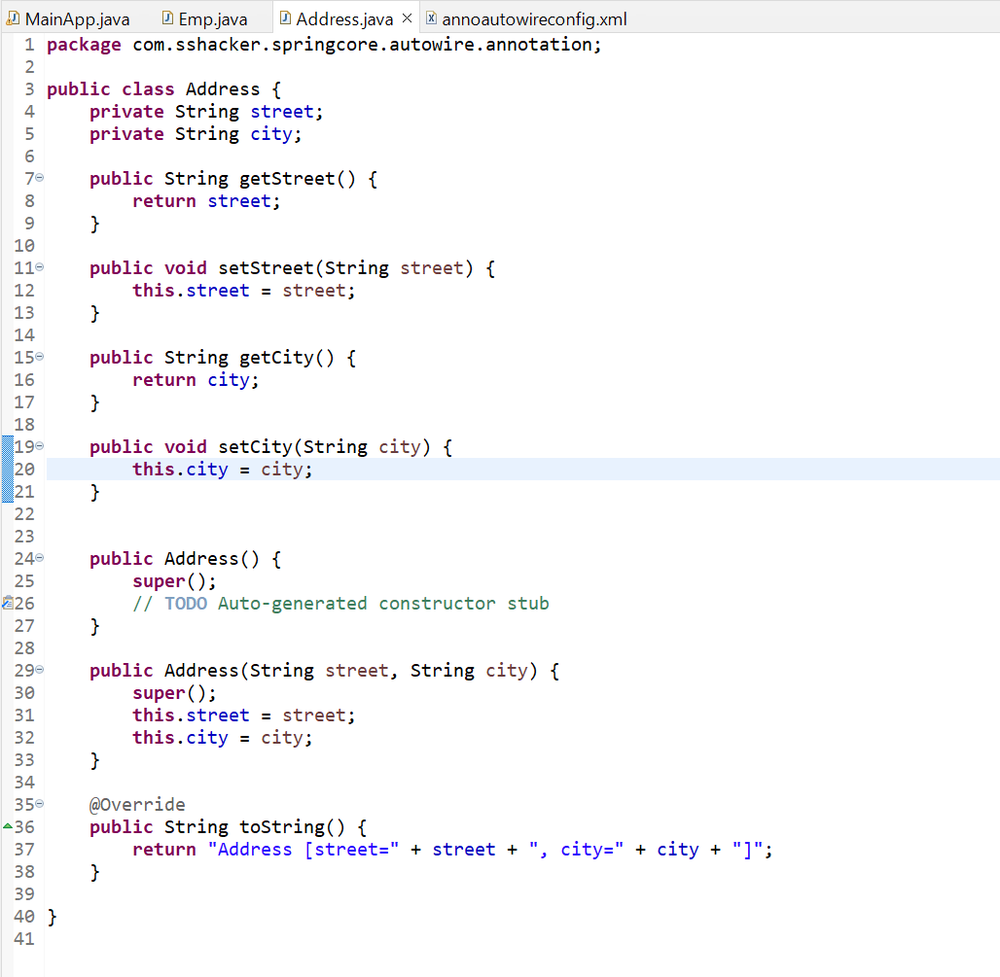 MainApp.java Emp.java Address.java annoautowireconfig.xml
1 package com.sshacker.springcore.autowire.annotation;
2
3 public class Address {
4     private String street;
5     private String city;
6
7     public String getStreet() {
8         return street;
9     }
10
11     public void setStreet(String street) {
12         this.street = street;
13     }
14
15     public String getCity() {
16         return city;
17     }
18
19     public void setCity(String city) {
20         this.city = city;
21     }
22
23
24     public Address() {
25         super();
26         // TODO Auto-generated constructor stub
27     }
28
29     public Address(String street, String city) {
30         super();
31         this.street = street;
32         this.city = city;
33     }
34
35     @Override
36     public String toString() {
37         return "Address [street=" + street + ", city=" + city + "]";
38     }
39
40 }
41